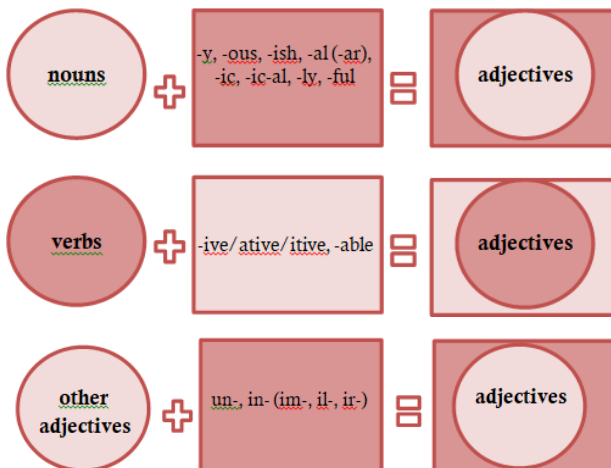 nouns
-y, -ous, -ish, -al (-ar),
-ic, -ic-al, -ly, -ful
adjectives
verbs
-ive/ative/itive, -able
adjectives
other
adjectives
un-, in- (im-, il-, ir-)
adjectives